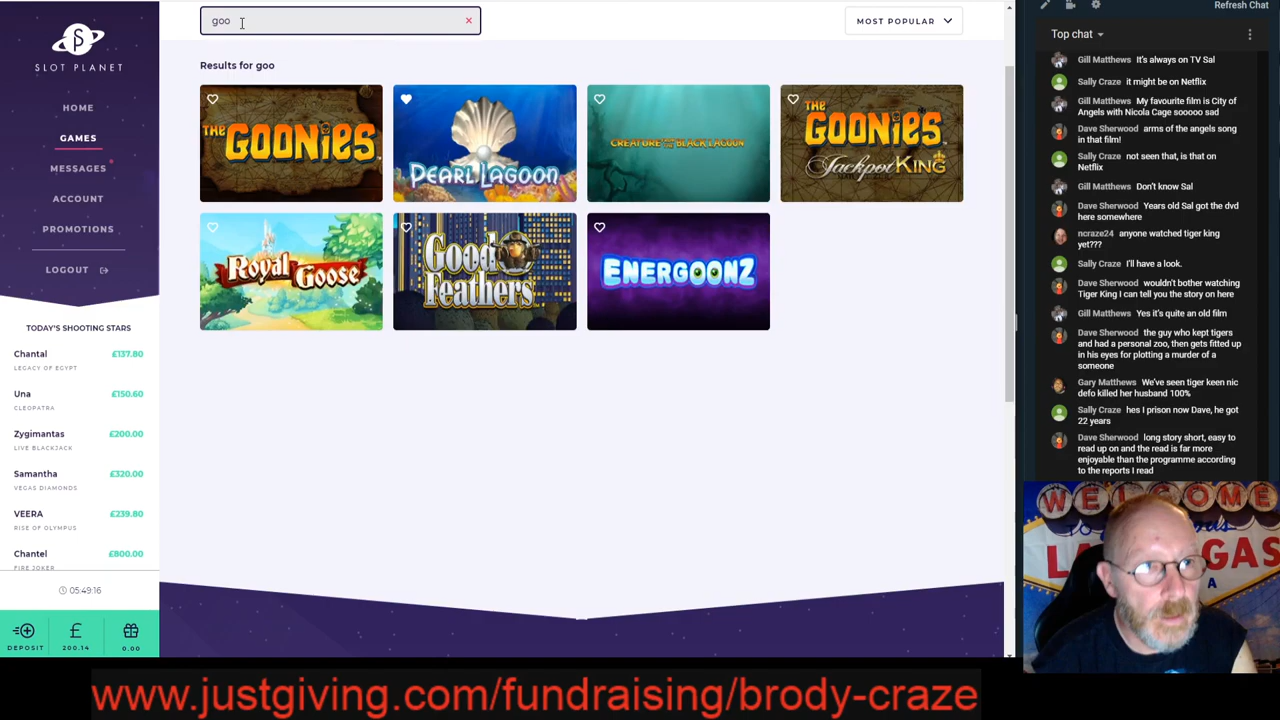 goo
×
MOST POPULAR
Refresh Chat
S
SLOT PLANET
HOME
GAMES
MESSAGES
ACCOUNT
PROMOTIONS
LOGOUT
Results for goo
THE GOONIES
PEARL LAGOON
CREATURE FROM THE BLACK LAGOON
THE GOONIES
JACKPOT KING
Royal Goose
Good Feathers
ENERGOONZ
TODAY'S SHOOTING STARS
Chantal £137.80
LEGACY OF EGYPT
Una £150.60
CLEOPATRA
Zygimantas £200.00
LIVE BLACKJACK
Samantha £320.00
VEGAS DIAMONDS
VEERA £239.80
RISE OF OLYMPUS
Chantel £800.00
FIRE JOKER
05:49:16
£
DEPOSIT 200.14 0.00
Top chat
Gill Matthews It's always on TV Sal
Sally Craze it might be on Netflix
Gill Matthews My favourite film is City of
Angels with Nicola Cage sooooo sad
Dave Sherwood arms of the angels song
in that film!
Sally Craze not seen that, is that on
Netflix
Gill Matthews Don't know Sal
Dave Sherwood Years old Sal got the dvd
here somewhere
ncraze24 anyone watched tiger king
yet???
Sally Craze I'll have a look.
Dave Sherwood wouldn't bother watching
Tiger King I can tell you the story on here
Gill Matthews Yes it's quite an old film
Dave Sherwood the guy who kept tigers
and had a personal zoo, then gets fitted up
in his eyes for plotting a murder of a
someone
Gary Matthews We've seen tiger keen nic
defo killed her husband 100%
Sally Craze hes I prison now Dave, he got
22 years
Dave Sherwood long story short, easy to
read up on and the read is far more
enjoyable than the programme according
to the reports I read
WELCOME
LAS VEGAS
www.justgiving.com/fundraising/brody-craze